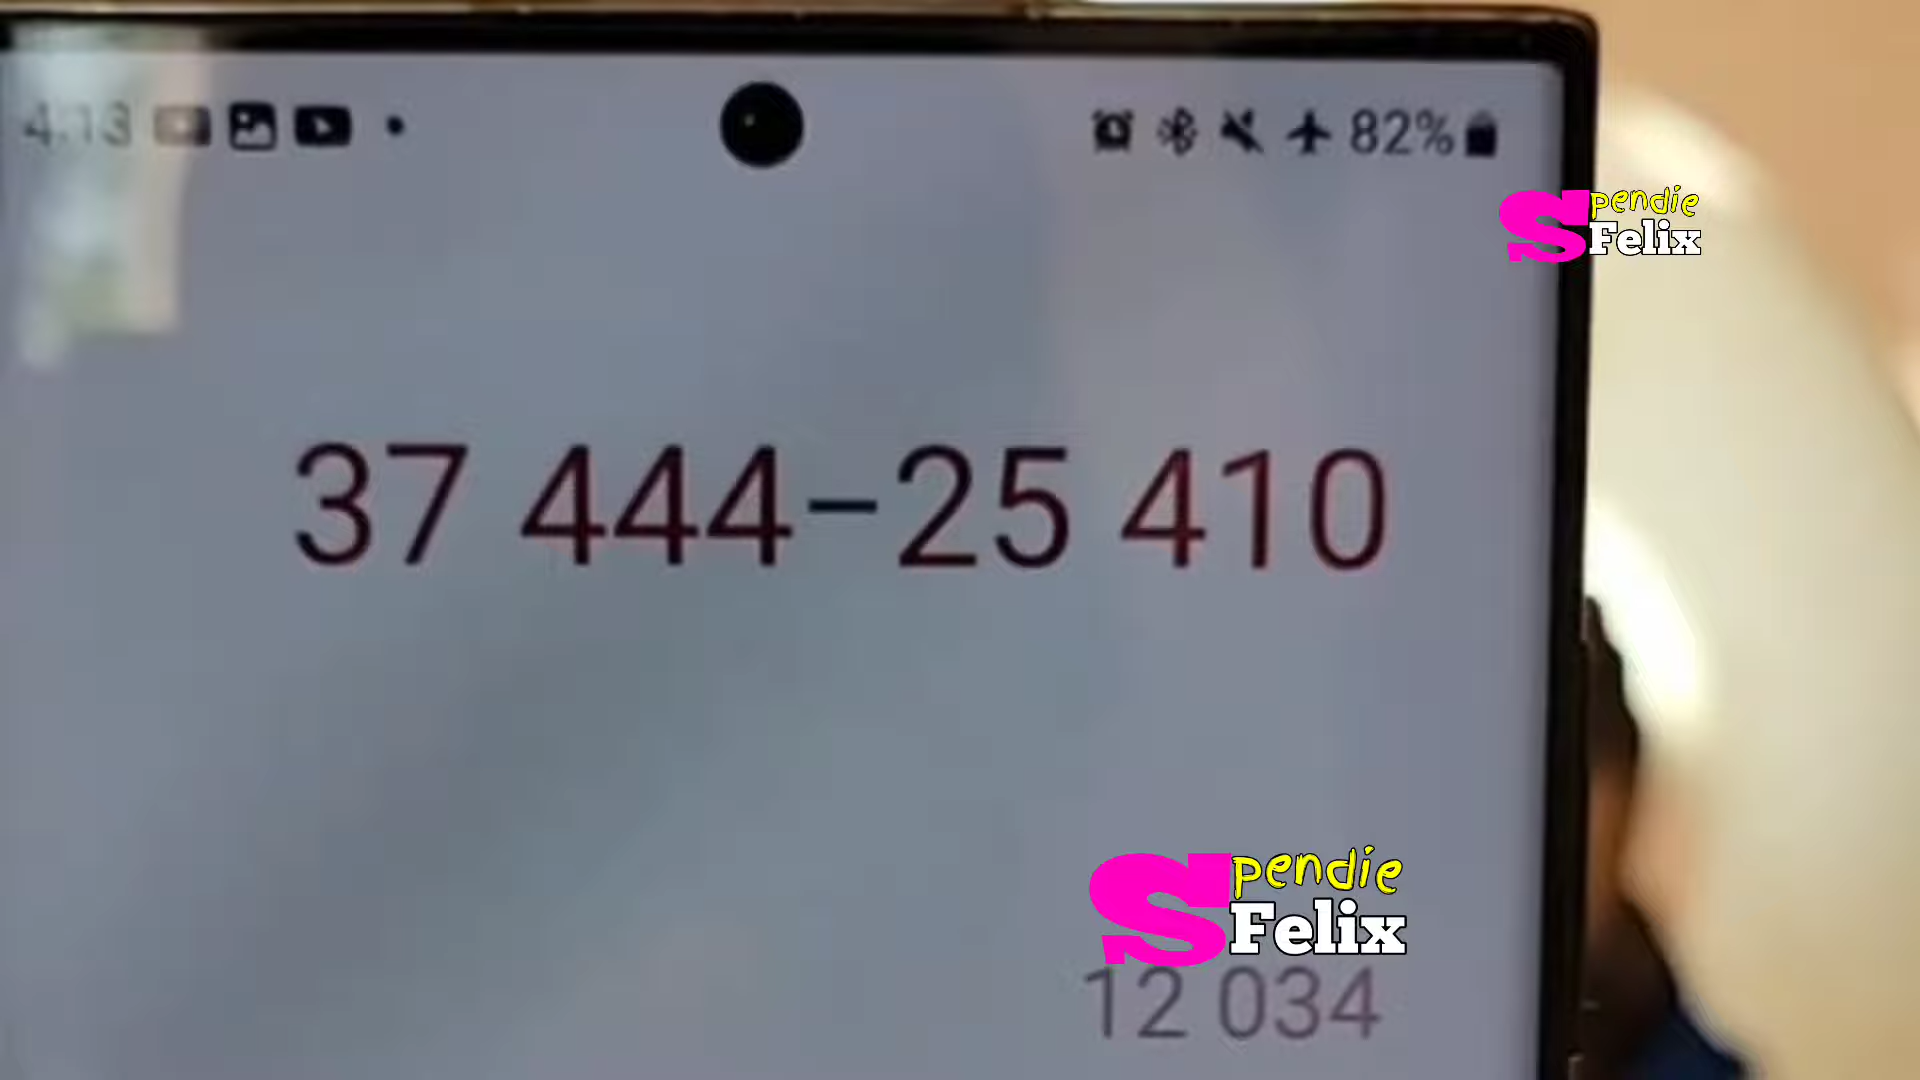 4:13
82%
Spendie
Felix
37 444–25 410
Spendie
Felix
12 034